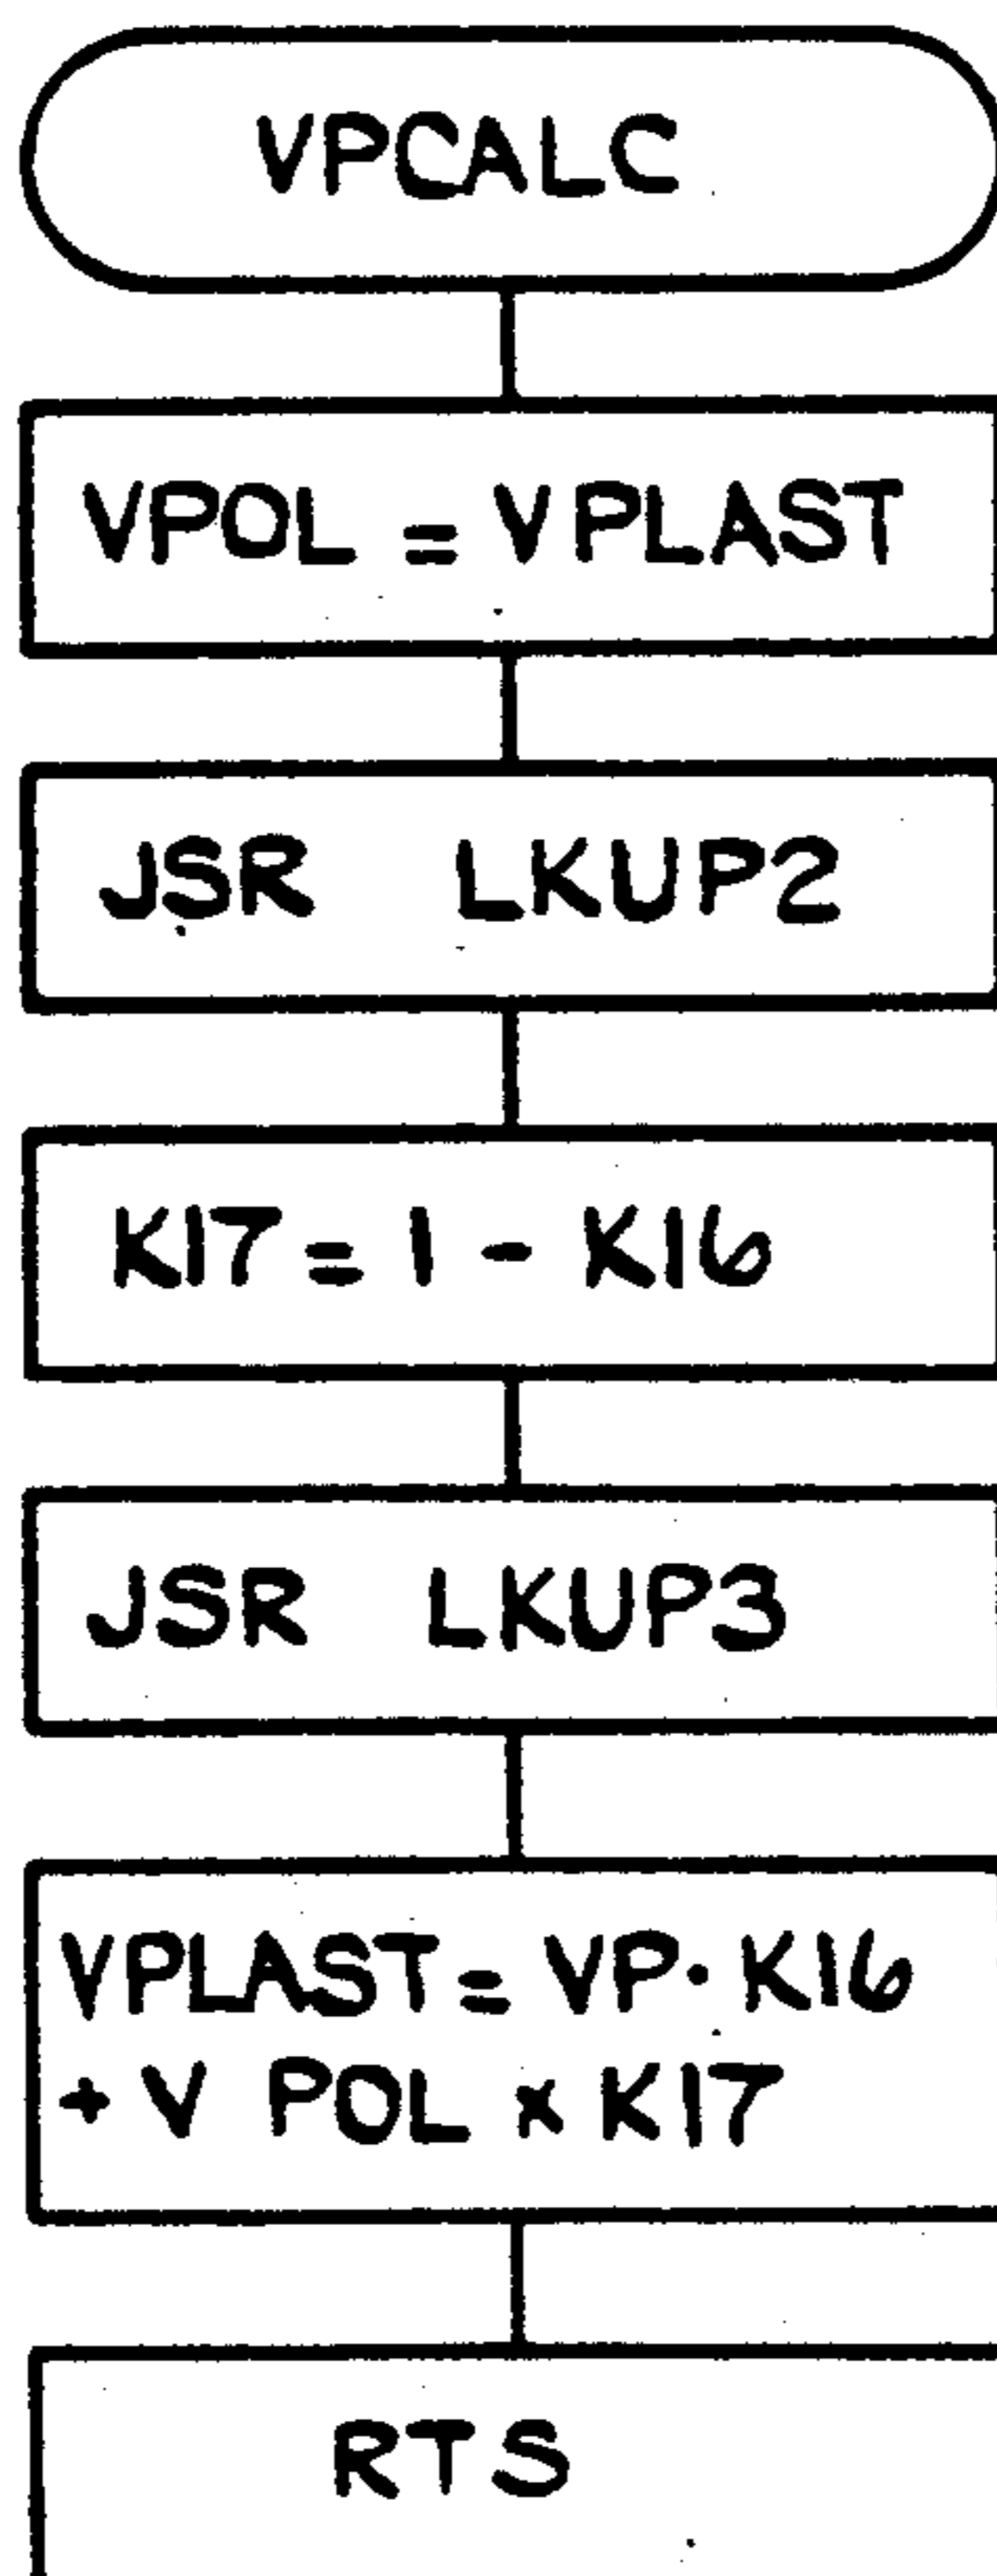 VPCALC
VPOL = VPLAST
JSR LKUP2
K17 = 1 - K16
JSR LKUP3
VPLAST = VP · K16
+ V POL x K17
RTS